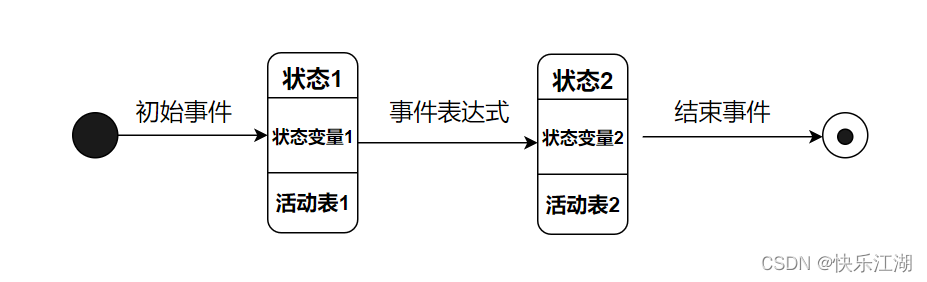 初始事件
状态1
状态变量1
活动表1
事件表达式
状态2
状态变量2
活动表2
结束事件
CSDN @快乐江湖